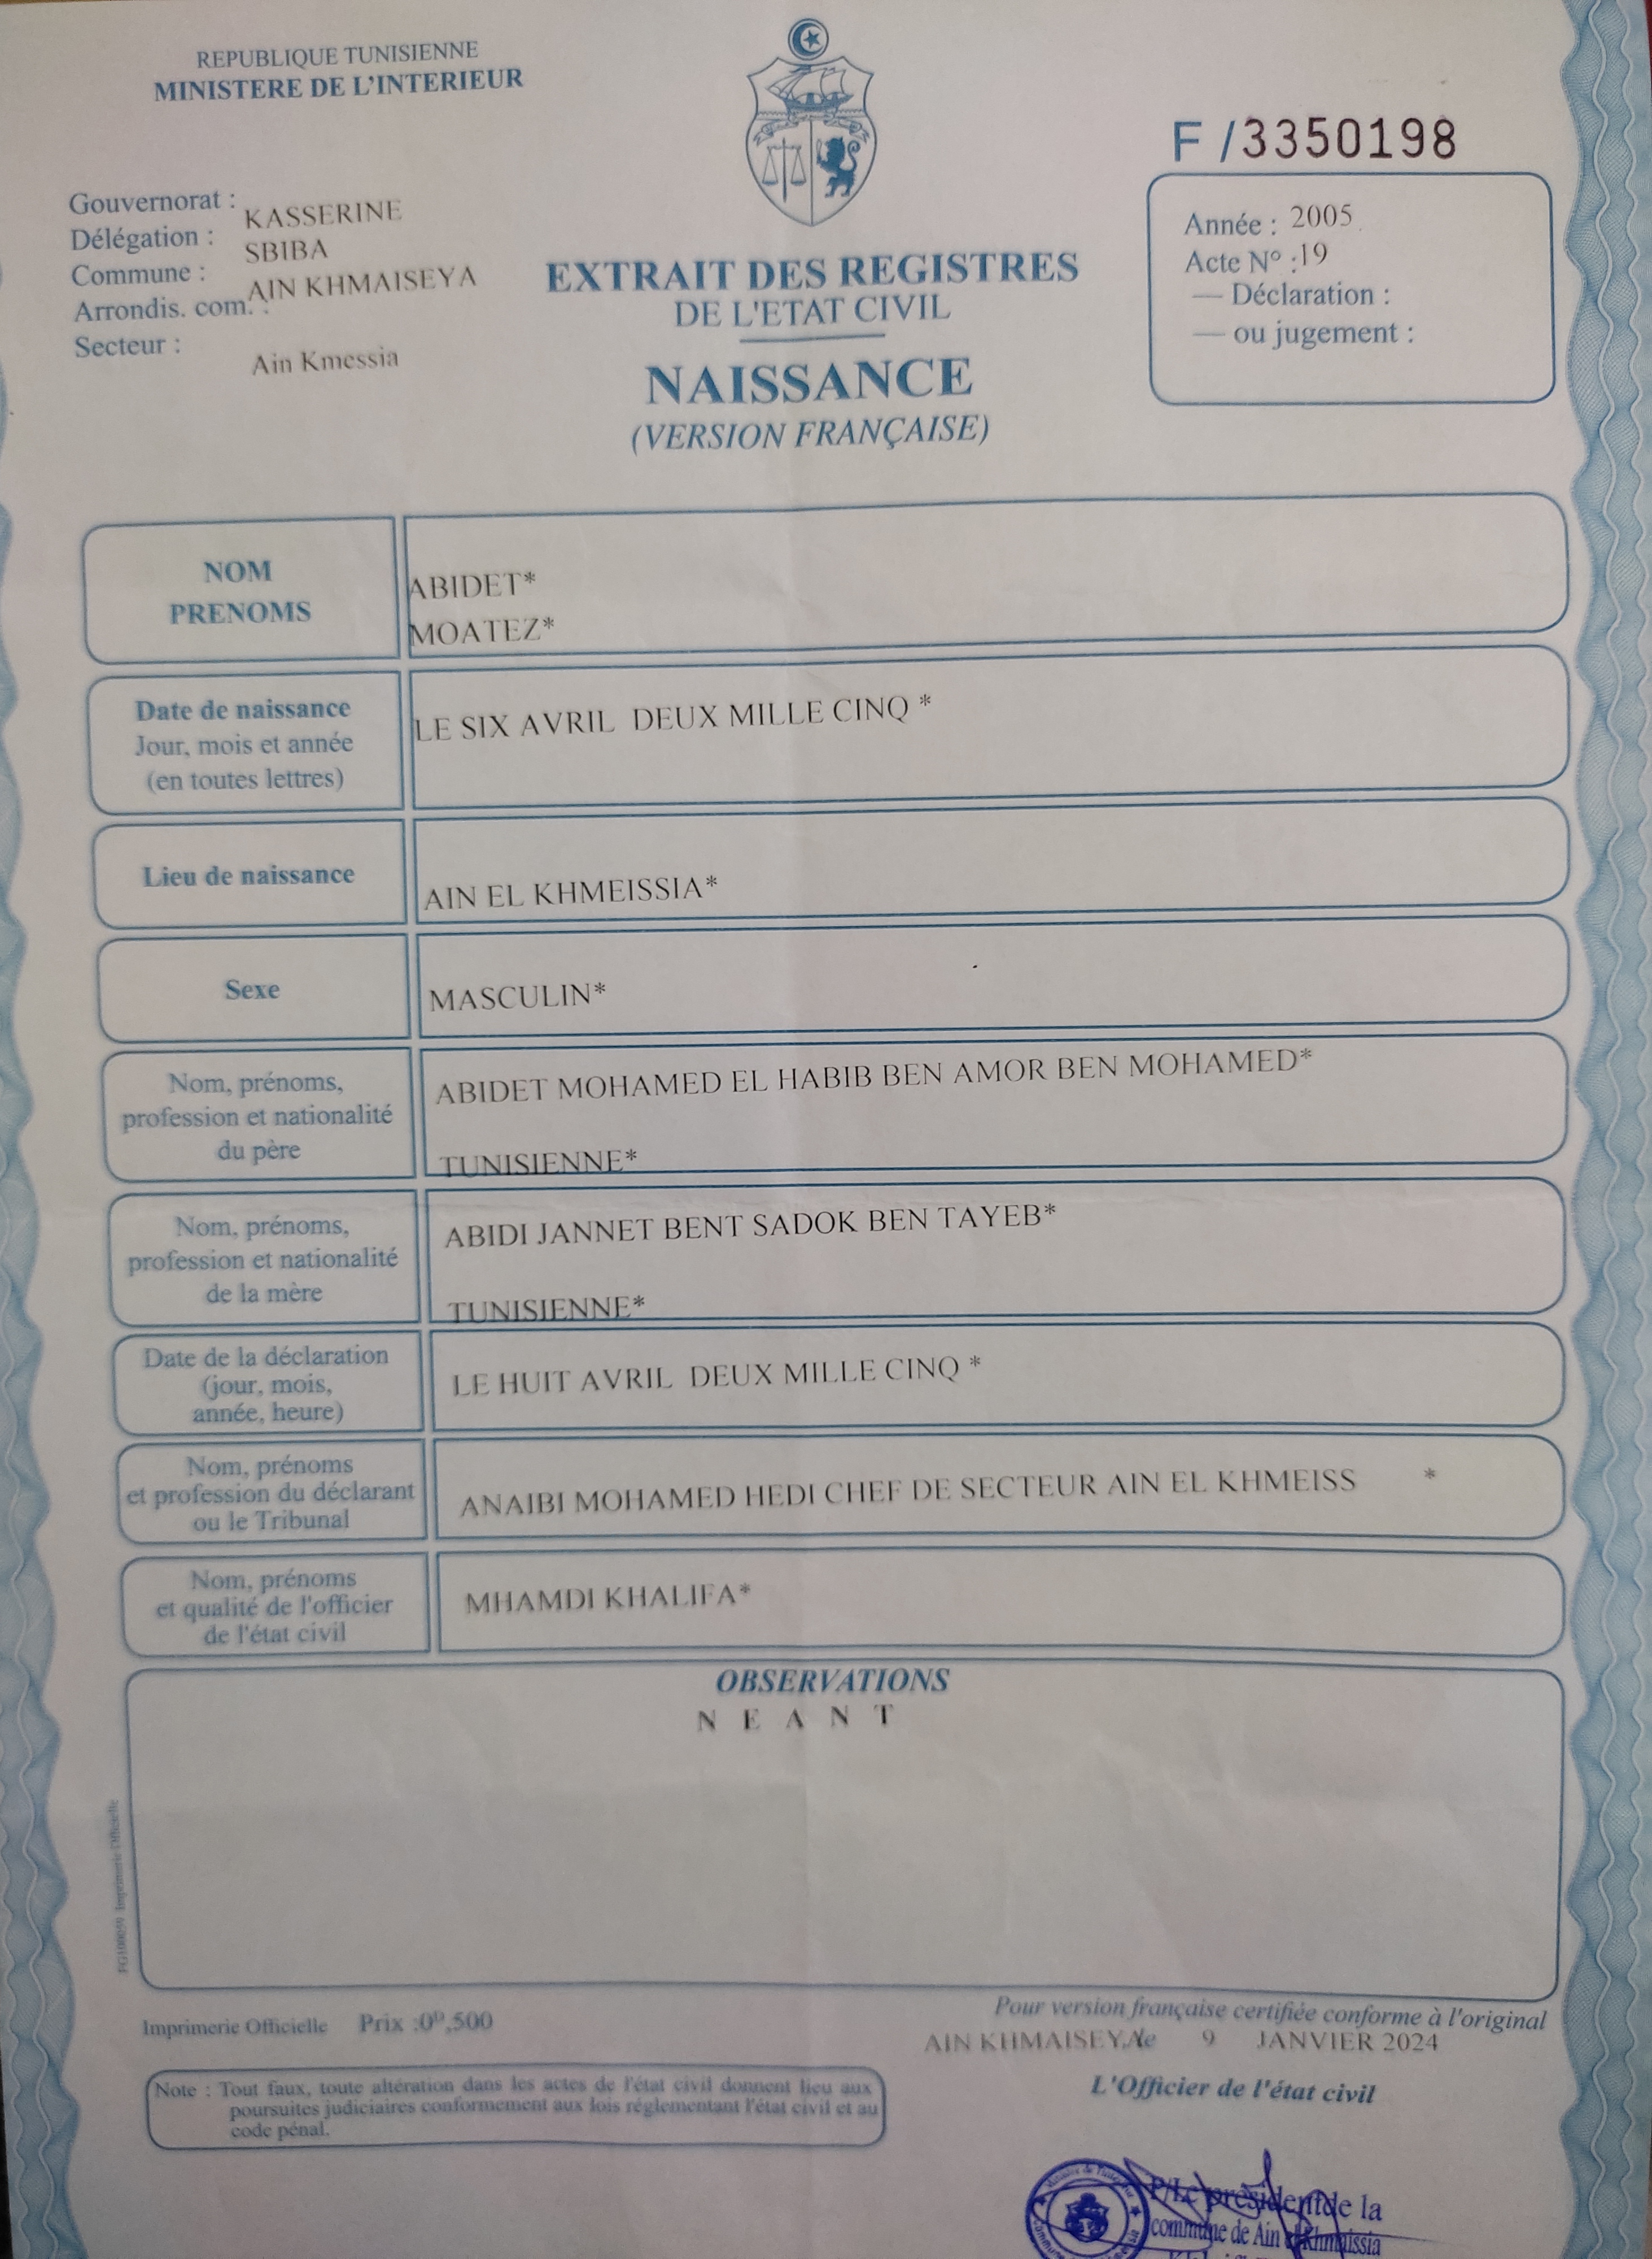 REPUBLIQUE TUNISIENNE
MINISTERE DE L'INTERIEUR
F /3350198
Gouvernorat : KASSERINE
Délégation : SBIBA
Commune : AIN KHMAISEYA
Arrondis. com. :
Secteur : Ain Kmessia
EXTRAIT DES REGISTRES
DE L'ETAT CIVIL
NAISSANCE
(VERSION FRANÇAISE)
Année : 2005
Acte N° :19
— Déclaration :
— ou jugement :
NOM
PRENOMS
ABIDET*
MOATEZ*
Date de naissance
Jour, mois et année
(en toutes lettres)
LE SIX AVRIL DEUX MILLE CINQ *
Lieu de naissance
AIN EL KHMEISSIA*
Sexe
MASCULIN*
Nom, prénoms,
profession et nationalité
du père
ABIDET MOHAMED EL HABIB BEN AMOR BEN MOHAMED*
TUNISIENNE*
Nom, prénoms,
profession et nationalité
de la mère
ABIDI JANNET BENT SADOK BEN TAYEB*
TUNISIENNE*
Date de la déclaration
(jour, mois,
année, heure)
LE HUIT AVRIL DEUX MILLE CINQ *
Nom, prénoms
et profession du déclarant
ou le Tribunal
ANAIBI MOHAMED HEDI CHEF DE SECTEUR AIN EL KHMEISS *
Nom, prénoms
et qualité de l'officier
de l'état civil
MHAMDI KHALIFA*
OBSERVATIONS
N E A N T
Imprimerie Officielle
Imprimerie Officielle Prix :0ᴰ,500
Pour version française certifiée conforme à l'original
AIN KHMAISEYA le 9 JANVIER 2024
L'Officier de l'état civil
Note : Tout faux, toute altération dans les actes de l'état civil donnent lieu aux
poursuites judiciaires conformement aux lois réglementant l'état civil et au
code pénal.
P/Le présidentde la
commune de Ain el Khmaissia